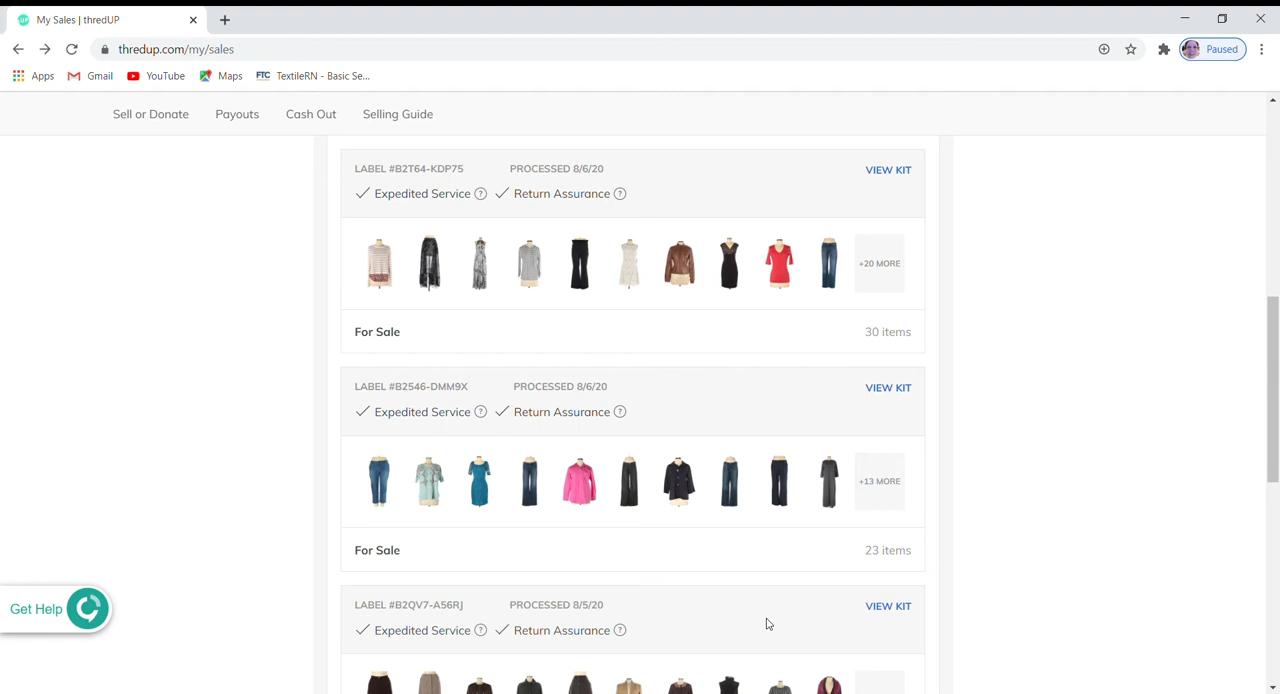 UP My Sales | thredUP
thredup.com/my/sales
Paused
Apps Gmail YouTube Maps FTC TextileRN - Basic Se...
Sell or Donate Payouts Cash Out Selling Guide
LABEL #B2T64-KDP75 PROCESSED 8/6/20 VIEW KIT
Expedited Service ? Return Assurance ?
+20 MORE
For Sale 30 items
LABEL #B2546-DMM9X PROCESSED 8/6/20 VIEW KIT
Expedited Service ? Return Assurance ?
+13 MORE
For Sale 23 items
Get Help
LABEL #B2QV7-A56RJ PROCESSED 8/5/20 VIEW KIT
Expedited Service ? Return Assurance ?